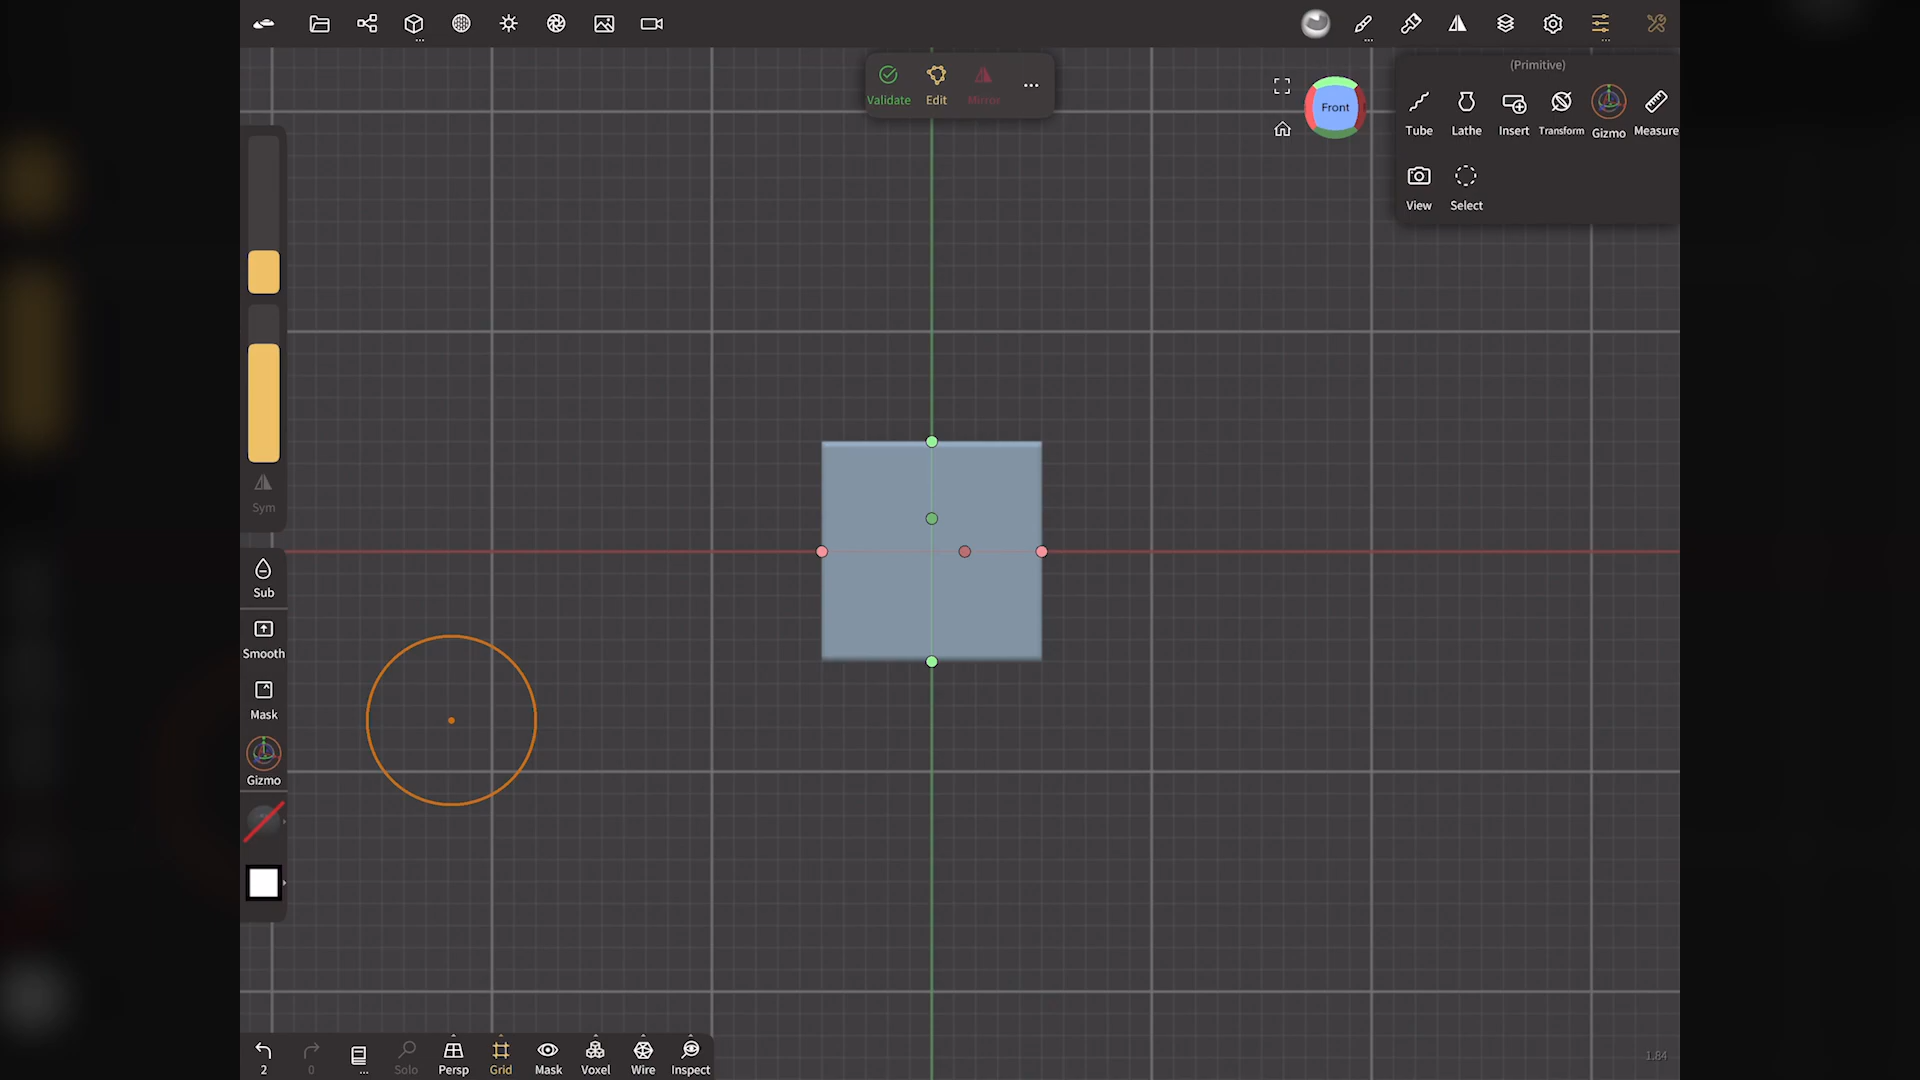 Validate Edit Mirror ...
Front
(Primitive)
Tube Lathe Insert Transform Gizmo Measure
View Select
Sym
Sub
Smooth
Mask
Gizmo
2 0 ... Solo Persp Grid Mask Voxel Wire Inspect
1.84